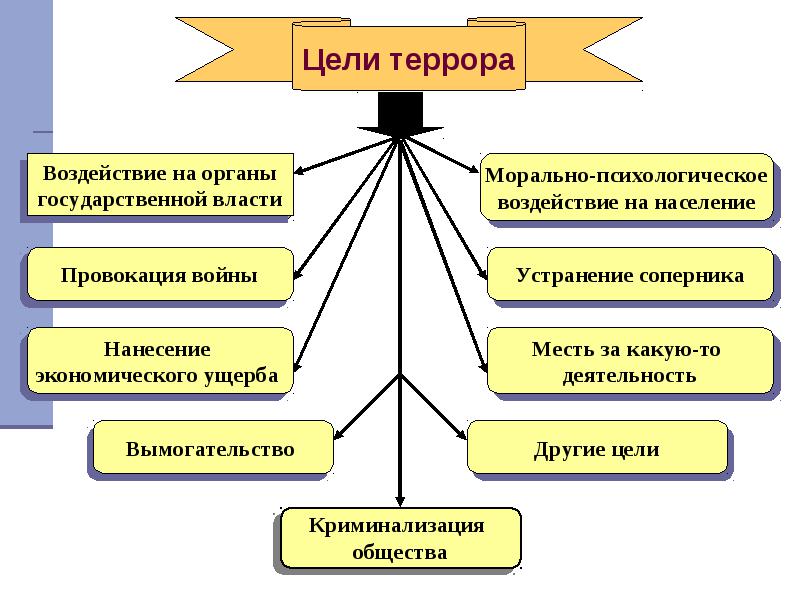 Цели террора
Воздействие на органы
государственной власти
Морально-психологическое
воздействие на население
Провокация войны
Устранение соперника
Нанесение
экономического ущерба
Месть за какую-то
деятельность
Вымогательство
Другие цели
Криминализация
общества